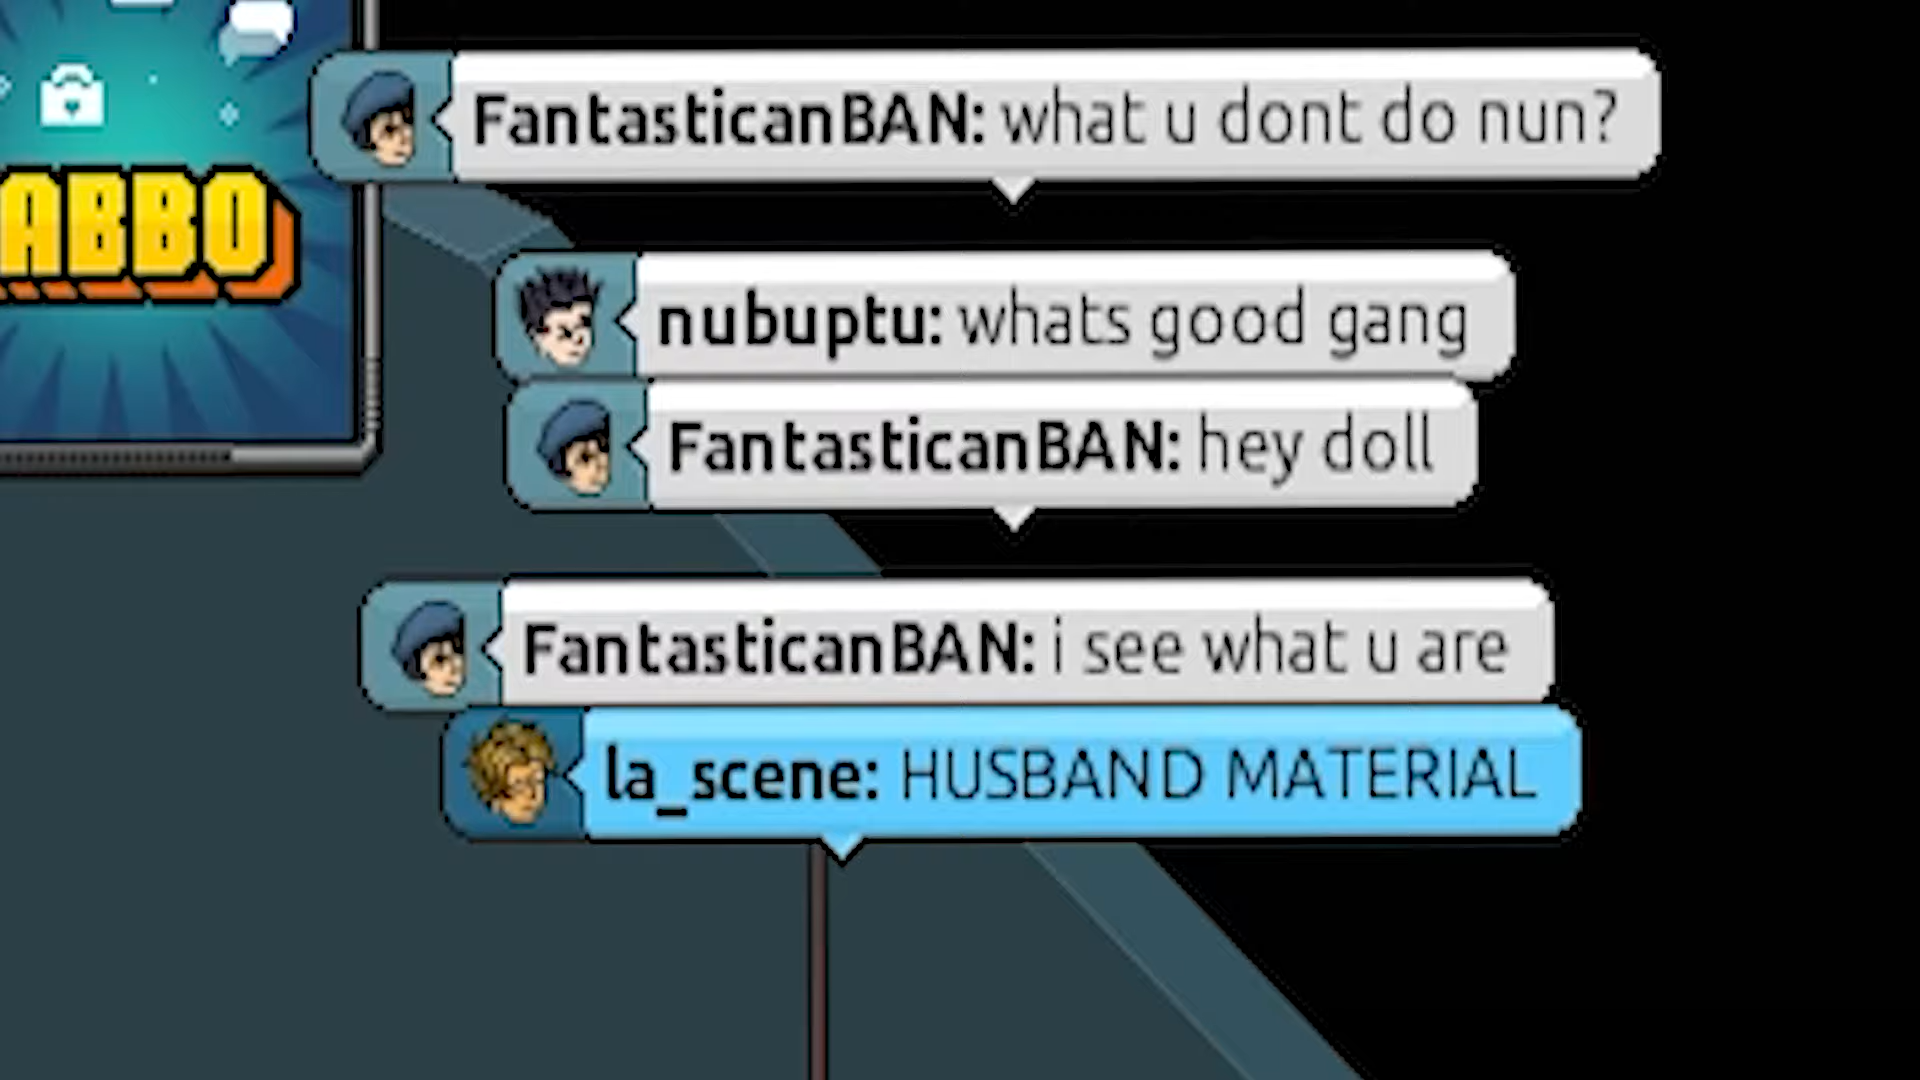 ABBO
FantasticanBAN: what u dont do nun?
nubuptu: whats good gang
FantasticanBAN: hey doll
FantasticanBAN: i see what u are
la_scene: HUSBAND MATERIAL